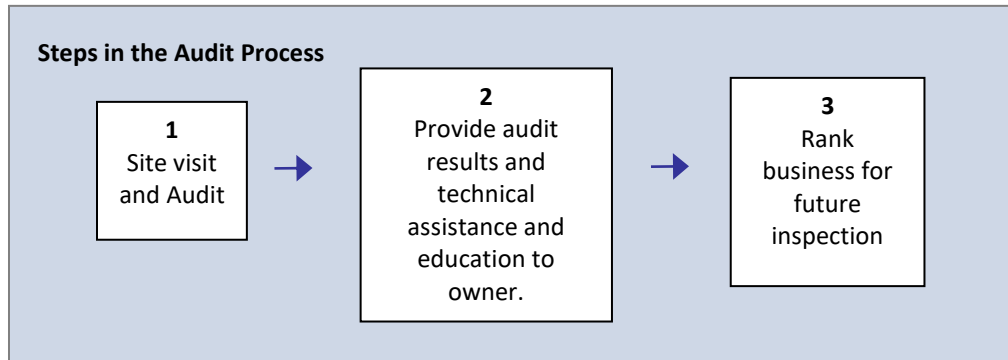 Steps in the Audit Process
1
Site visit
and Audit
2
Provide audit
results and
technical
assistance and
education to
owner.
3
Rank
business for
future
inspection